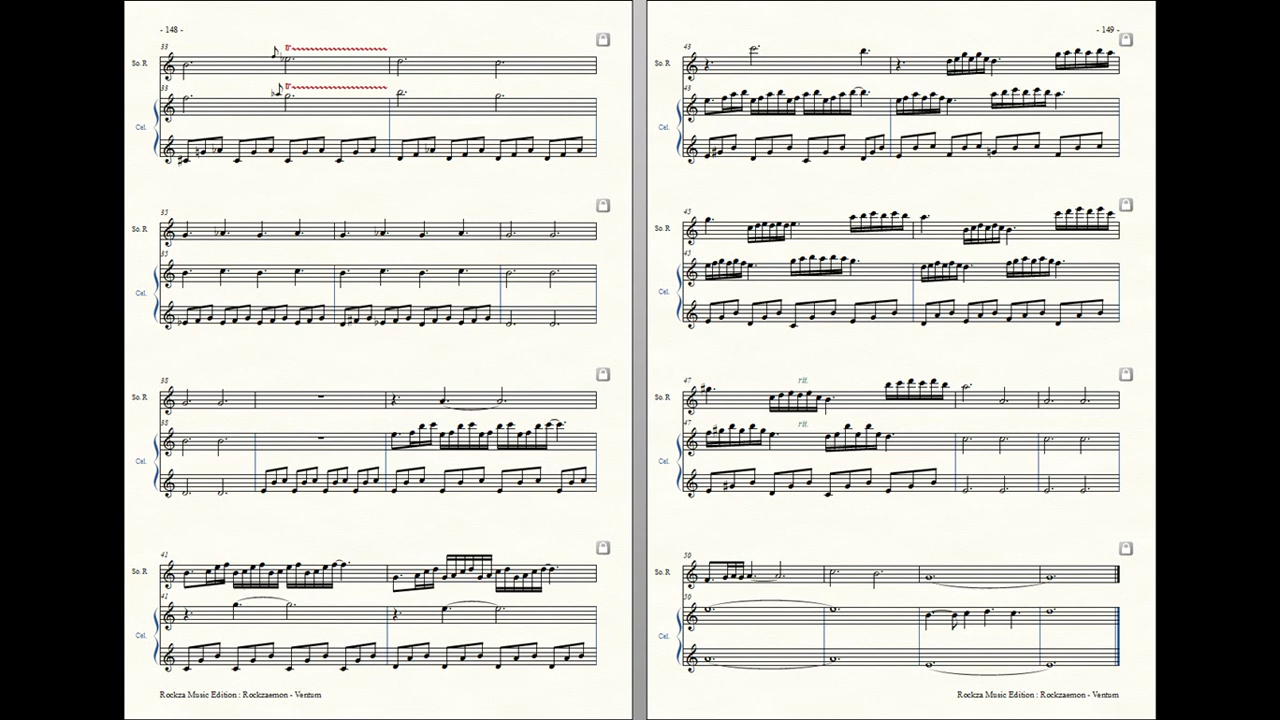 - 148 -
33
tr
So. R
33
tr
Cel.
35
So. R
35
Cel.
38
So. R
38
Cel.
41
So. R
41
Cel.
Rockza Music Edition : Rockzaemon - Ventum
- 149 -
43
So. R
43
Cel.
45
So. R
45
Cel.
47
rit.
So. R
47
rit.
Cel.
50
So. R
50
Cel.
Rockza Music Edition : Rockzaemon - Ventum